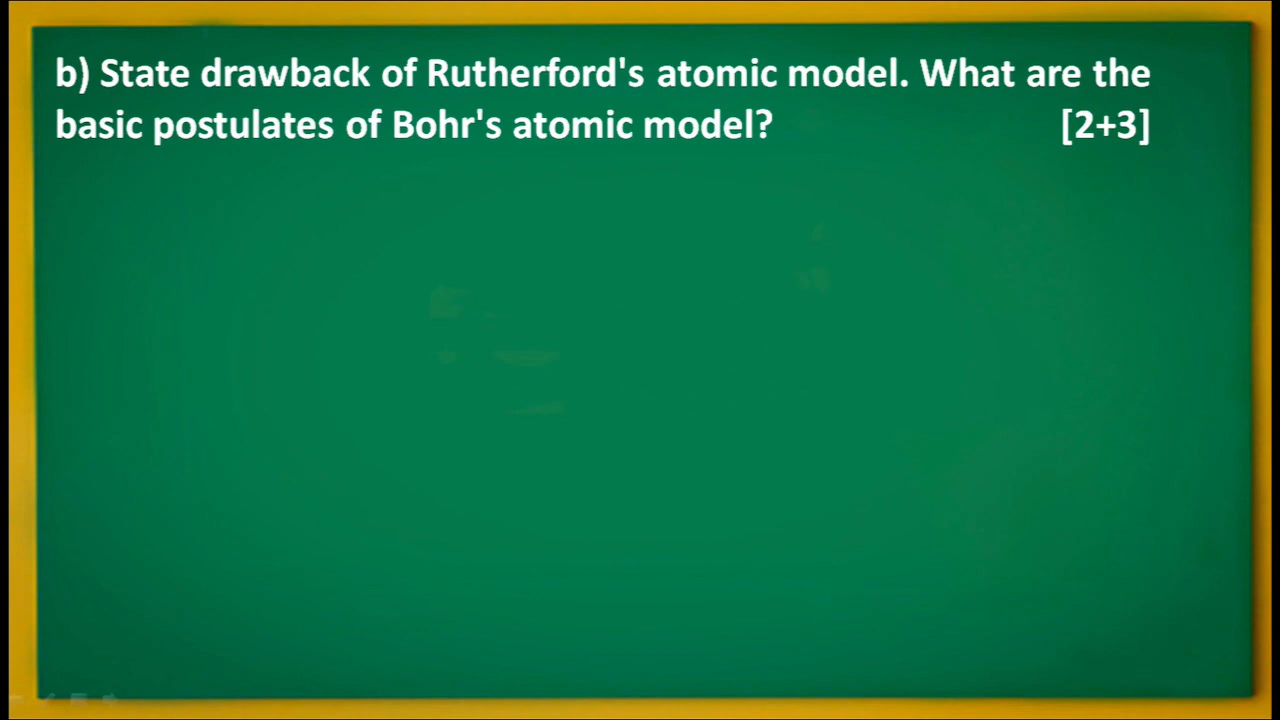 b) State drawback of Rutherford's atomic model. What are the
basic postulates of Bohr's atomic model? [2+3]